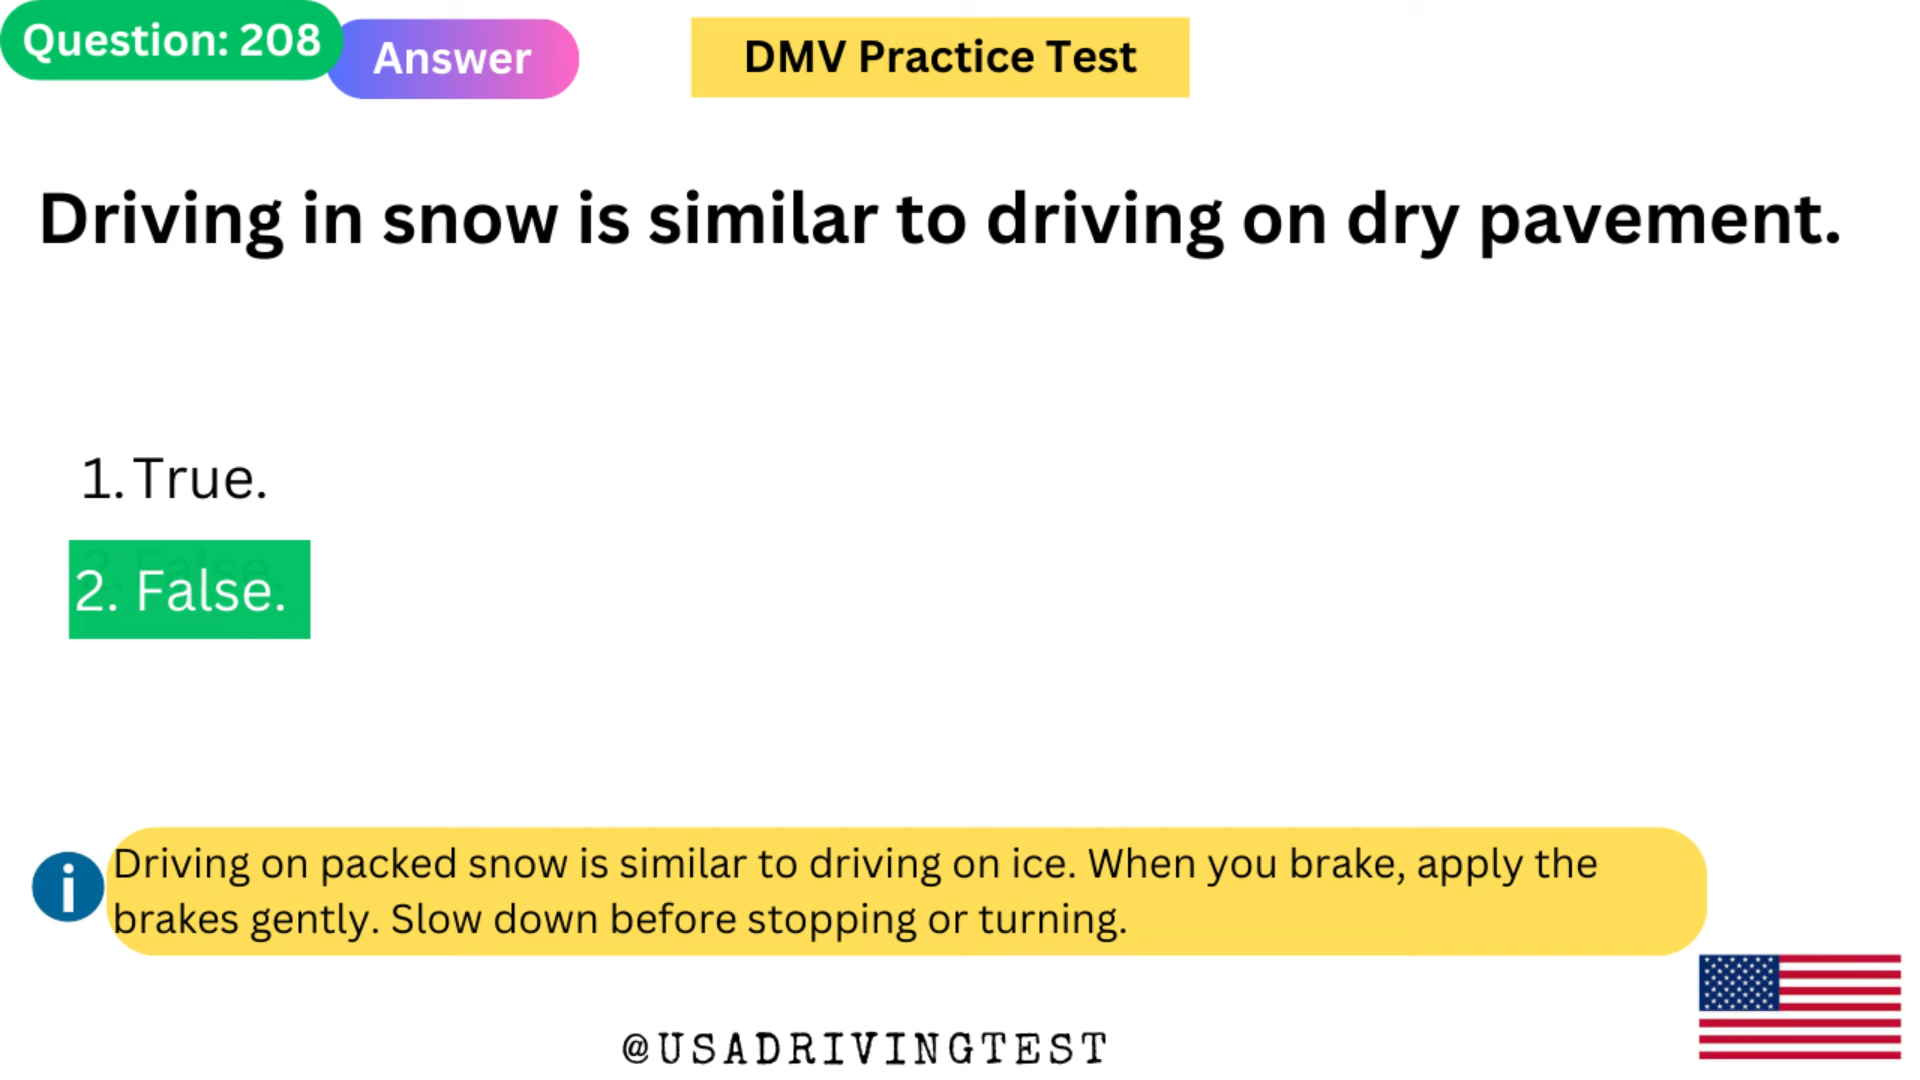 Question: 208
Answer
DMV Practice Test
Driving in snow is similar to driving on dry pavement.
1. True.
2. False.
i
Driving on packed snow is similar to driving on ice. When you brake, apply the
brakes gently. Slow down before stopping or turning.
@USADRIVINGTEST